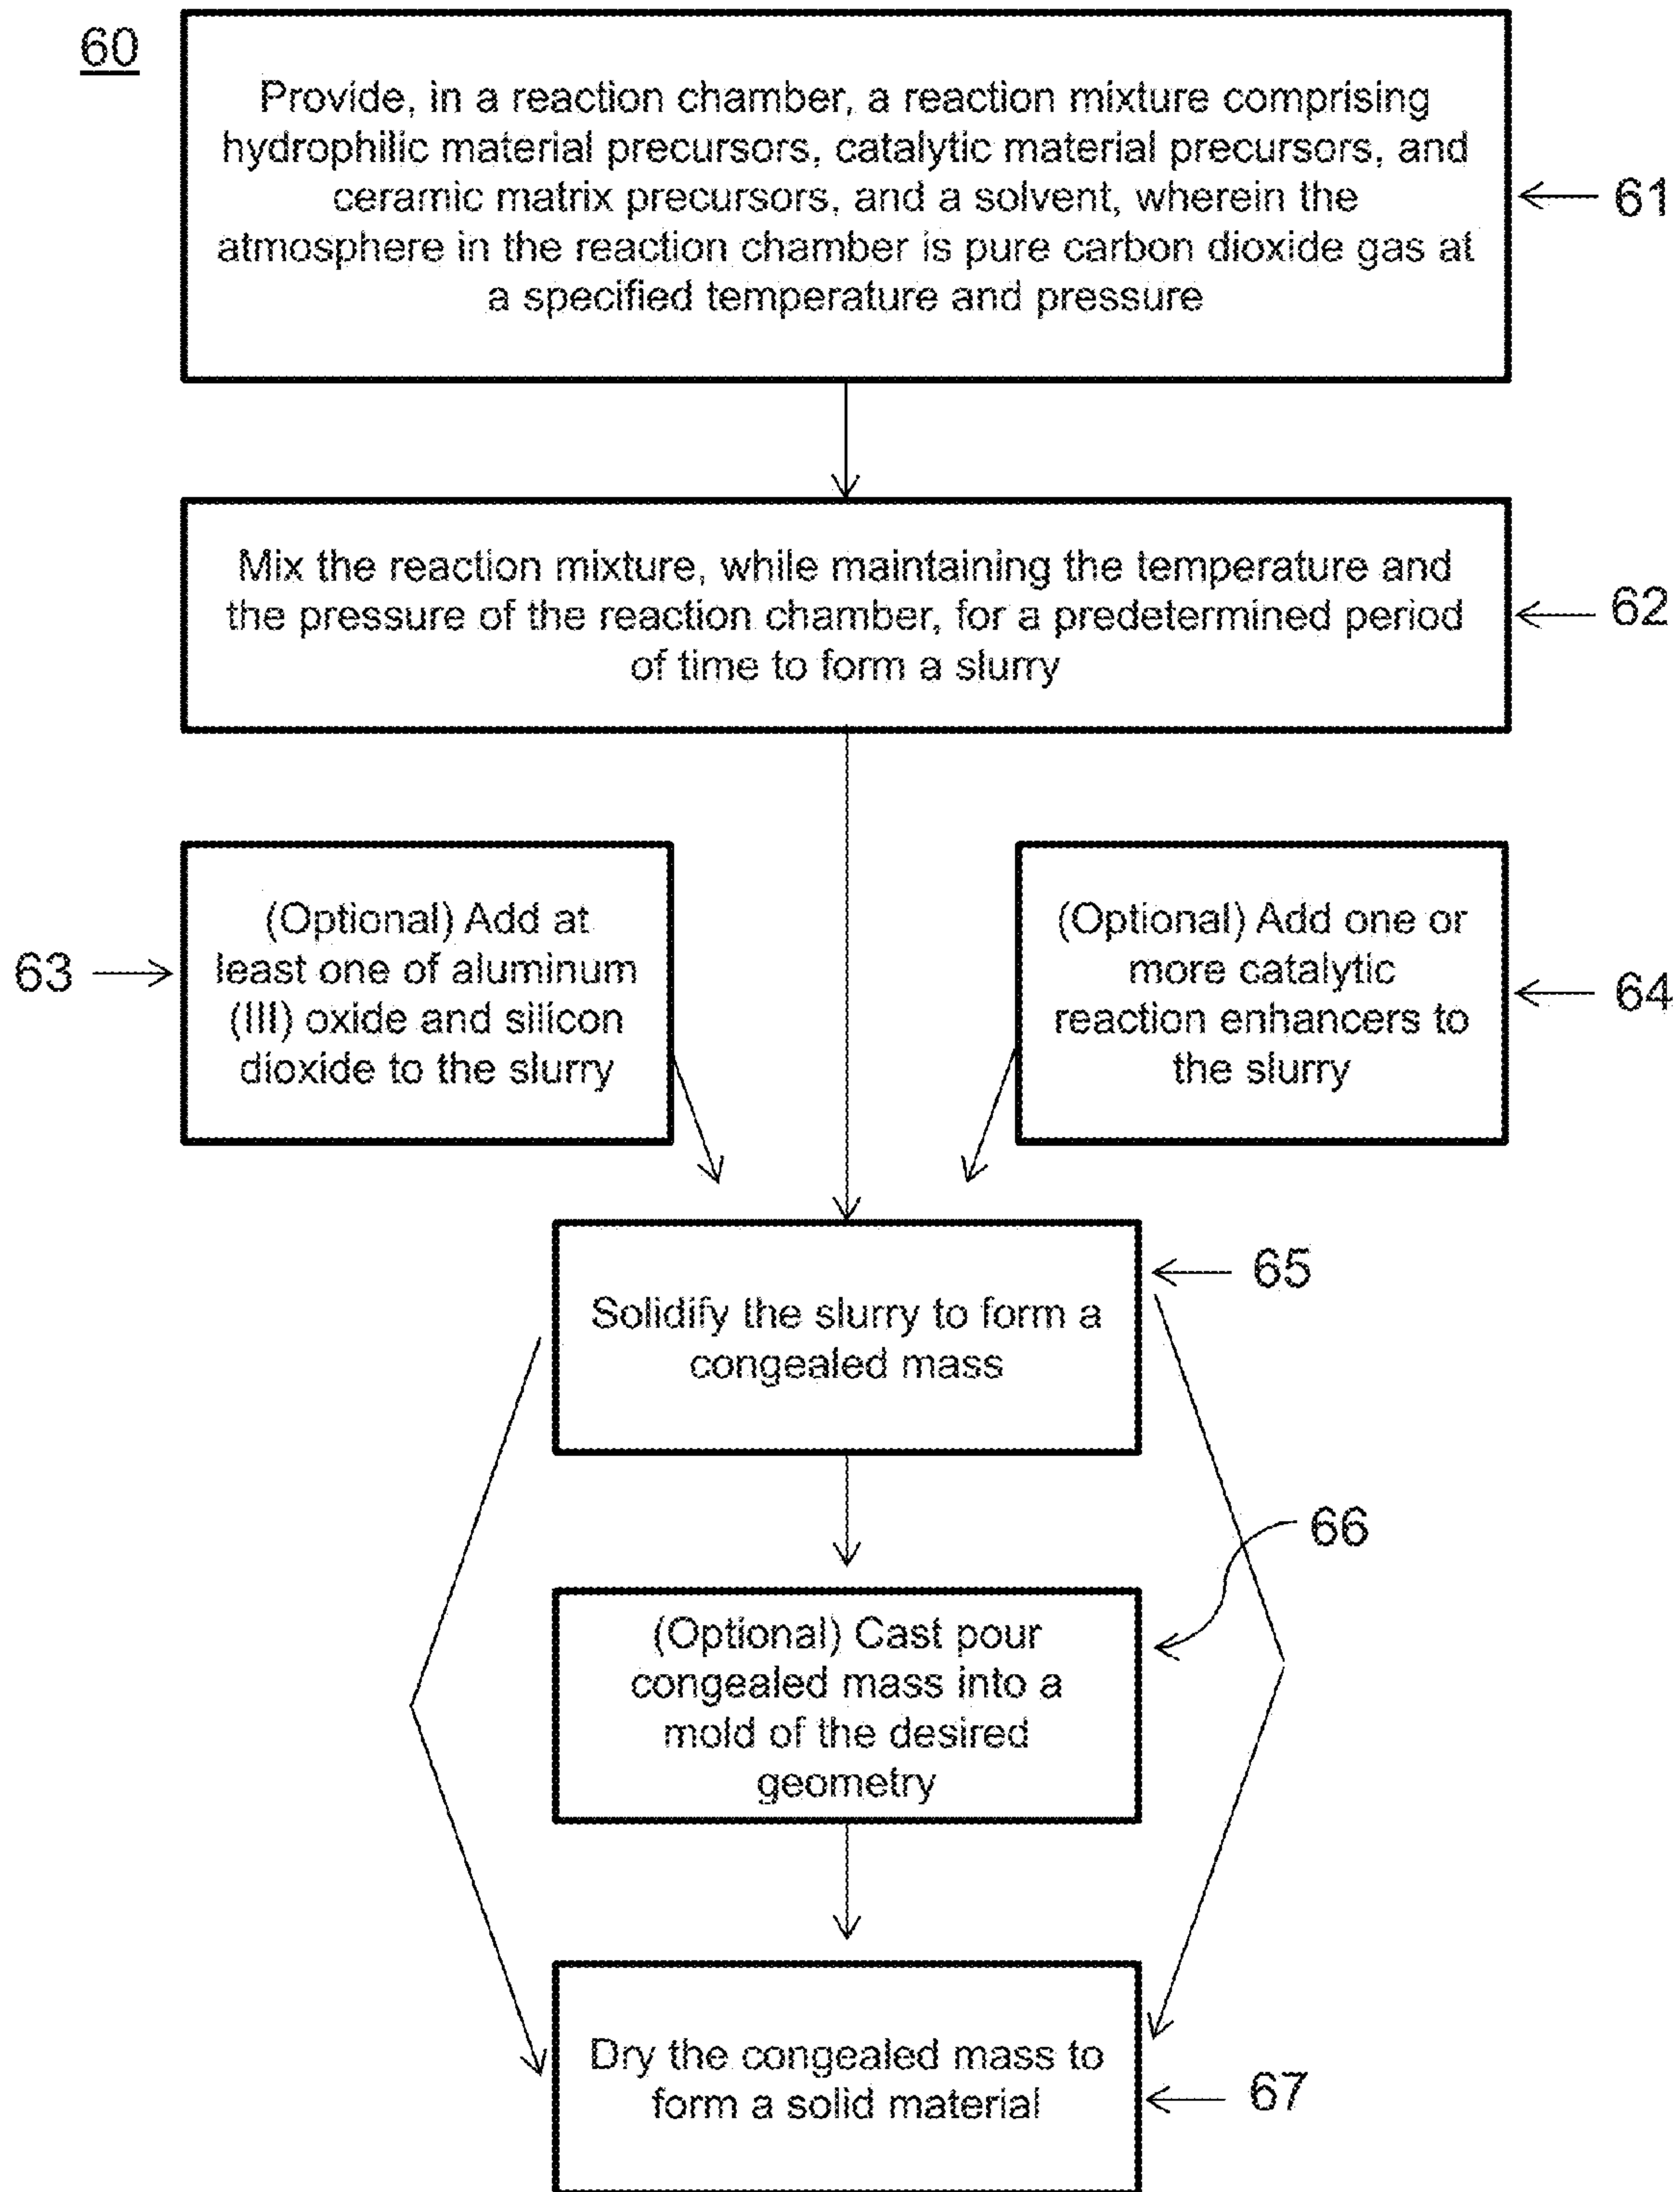 60
Provide, in a reaction chamber, a reaction mixture comprising
hydrophilic material precursors, catalytic material precursors, and
ceramic matrix precursors, and a solvent, wherein the
atmosphere in the reaction chamber is pure carbon dioxide gas at
a specified temperature and pressure
61
Mix the reaction mixture, while maintaining the temperature and
the pressure of the reaction chamber, for a predetermined period
of time to form a slurry
62
63
(Optional) Add at
least one of aluminum
(III) oxide and silicon
dioxide to the slurry
(Optional) Add one or
more catalytic
reaction enhancers to
the slurry
64
65
Solidify the slurry to form a
congealed mass
66
(Optional) Cast pour
congealed mass into a
mold of the desired
geometry
Dry the congealed mass to
form a solid material
67